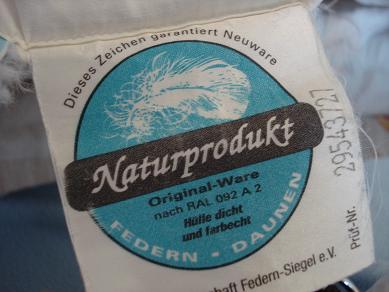 Dieses Zeichen garantiert Neuware
Naturprodukt
Original-Ware
nach RAL 092 A 2
Hülle dicht
und farbecht
FEDERN - DAUNEN
Prüf-Nr.
29543727
haft Federn-Siegel e.V.